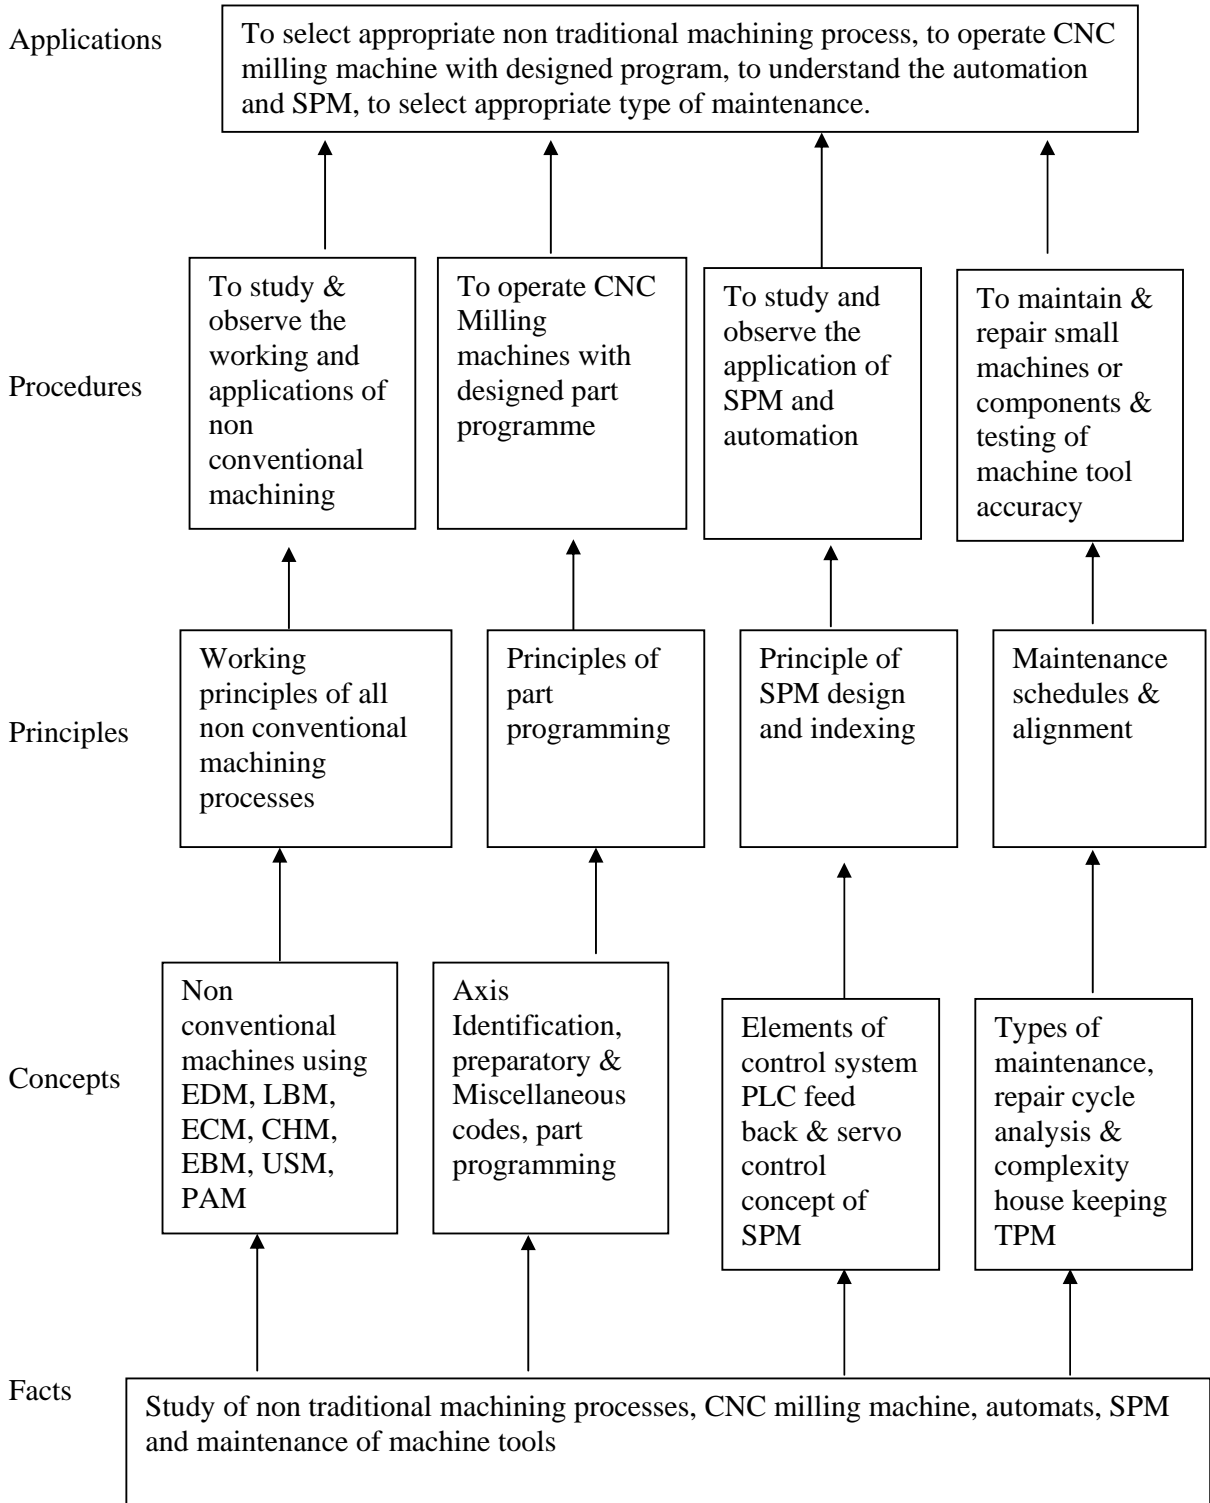 Applications
To select appropriate non traditional machining process, to operate CNC
milling machine with designed program, to understand the automation
and SPM, to select appropriate type of maintenance.
Procedures
To study &
observe the
working and
applications of
non
conventional
machining
To operate CNC
Milling
machines with
designed part
programme
To study and
observe the
application of
SPM and
automation
To maintain &
repair small
machines or
components &
testing of
machine tool
accuracy
Principles
Working
principles of all
non conventional
machining
processes
Principles of
part
programming
Principle of
SPM design
and indexing
Maintenance
schedules &
alignment
Concepts
Non
conventional
machines using
EDM, LBM,
ECM, CHM,
EBM, USM,
PAM
Axis
Identification,
preparatory &
Miscellaneous
codes, part
programming
Elements of
control system
PLC feed
back & servo
control
concept of
SPM
Types of
maintenance,
repair cycle
analysis &
complexity
house keeping
TPM
Facts
Study of non traditional machining processes, CNC milling machine, automats, SPM
and maintenance of machine tools